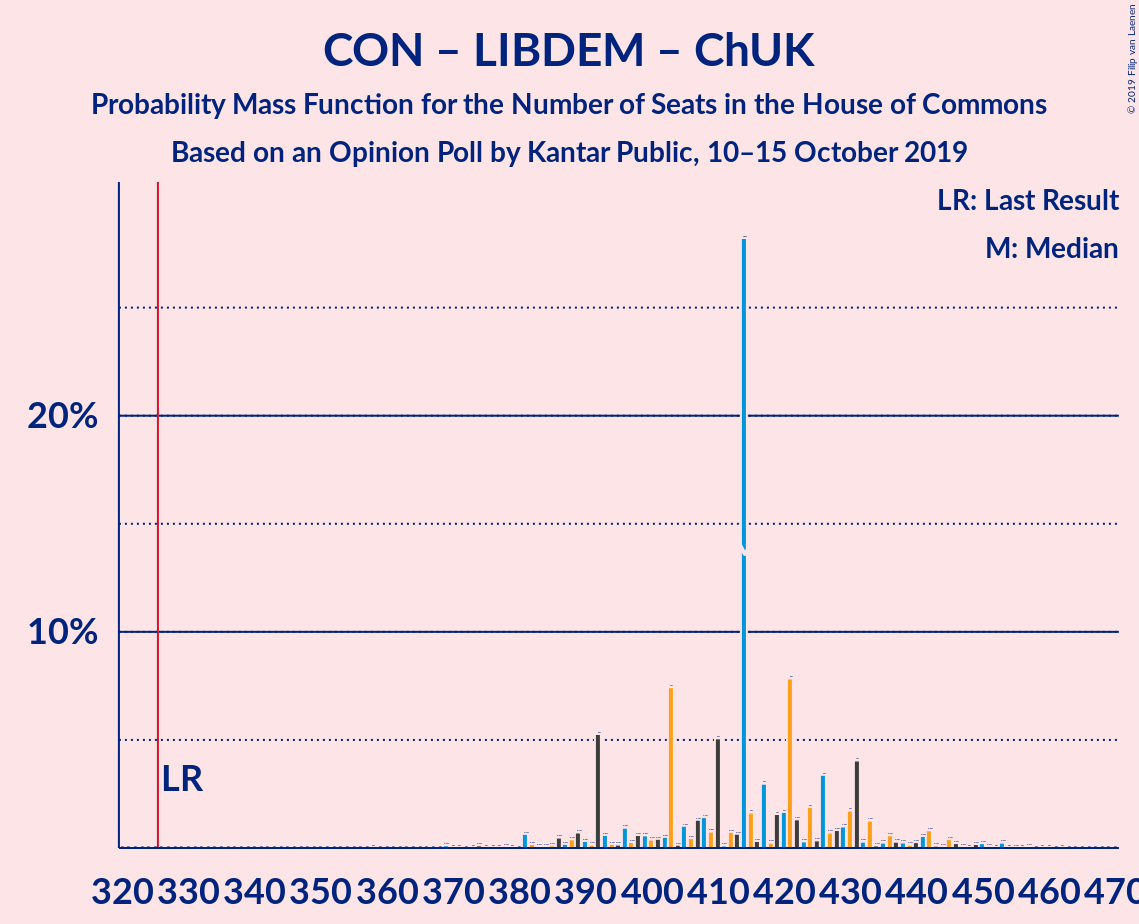 CON – LIBDEM – ChUK
Probability Mass Function for the Number of Seats in the House of Commons
Based on an Opinion Poll by Kantar Public, 10–15 October 2019
© 2019 Filip van Laenen
LR: Last Result
M: Median
20%
10%
LR
320 330 340 350 360 370 380 390 400 410 420 430 440 450 460 470